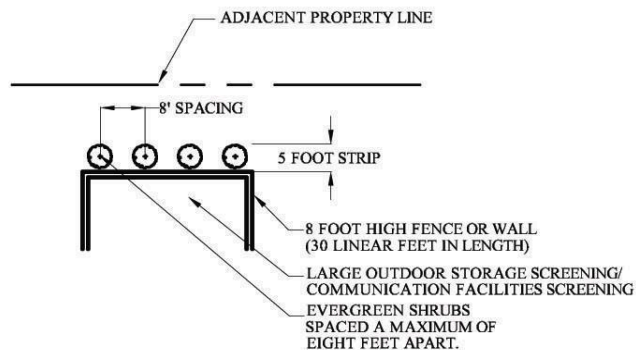 ADJACENT PROPERTY LINE
8' SPACING
5 FOOT STRIP
8 FOOT HIGH FENCE OR WALL
(30 LINEAR FEET IN LENGTH)
LARGE OUTDOOR STORAGE SCREENING/
COMMUNICATION FACILITIES SCREENING
EVERGREEN SHRUBS
SPACED A MAXIMUM OF
EIGHT FEET APART.